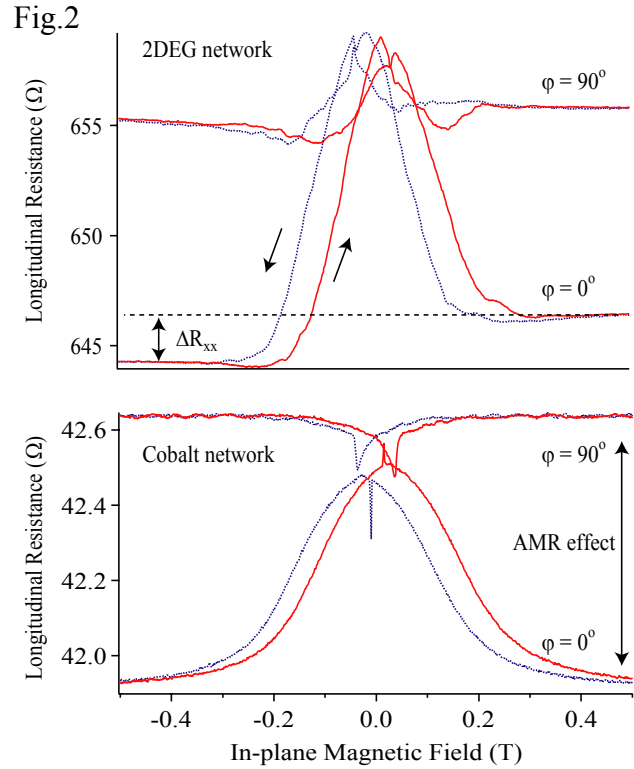 Fig.2
2DEG network
φ = 90°
Longitudinal Resistance (Ω)
655
650
645
φ = 0°
ΔRxx
Longitudinal Resistance (Ω)
42.6
42.4
42.2
42.0
Cobalt network
φ = 90°
AMR effect
φ = 0°
-0.4
-0.2
0.0
0.2
0.4
In-plane Magnetic Field (T)